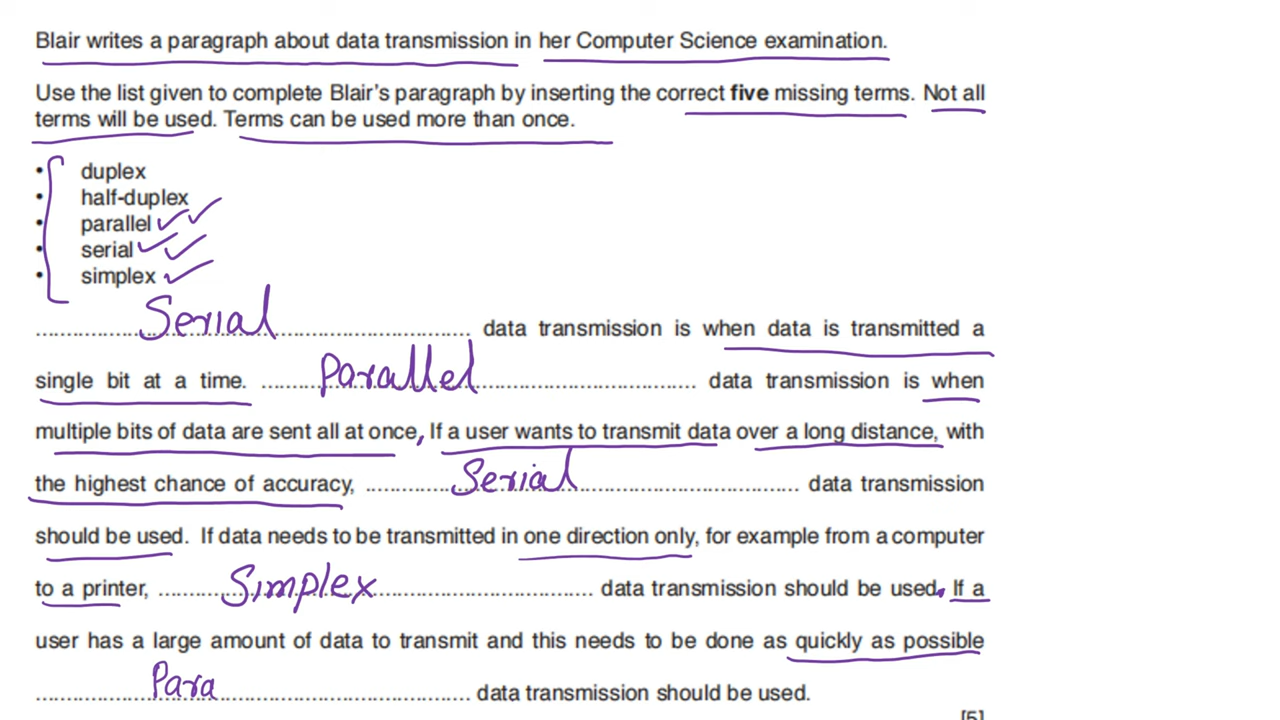 Blair writes a paragraph about data transmission in her Computer Science examination.
Use the list given to complete Blair's paragraph by inserting the correct five missing terms. Not all
terms will be used. Terms can be used more than once.
• duplex
• half-duplex
• parallel
• serial
• simplex
Serial data transmission is when data is transmitted a
single bit at a time. Parallel data transmission is when
multiple bits of data are sent all at once, If a user wants to transmit data over a long distance, with
the highest chance of accuracy, Serial data transmission
should be used. If data needs to be transmitted in one direction only, for example from a computer
to a printer, Simplex data transmission should be used. If a
user has a large amount of data to transmit and this needs to be done as quickly as possible
Para data transmission should be used.